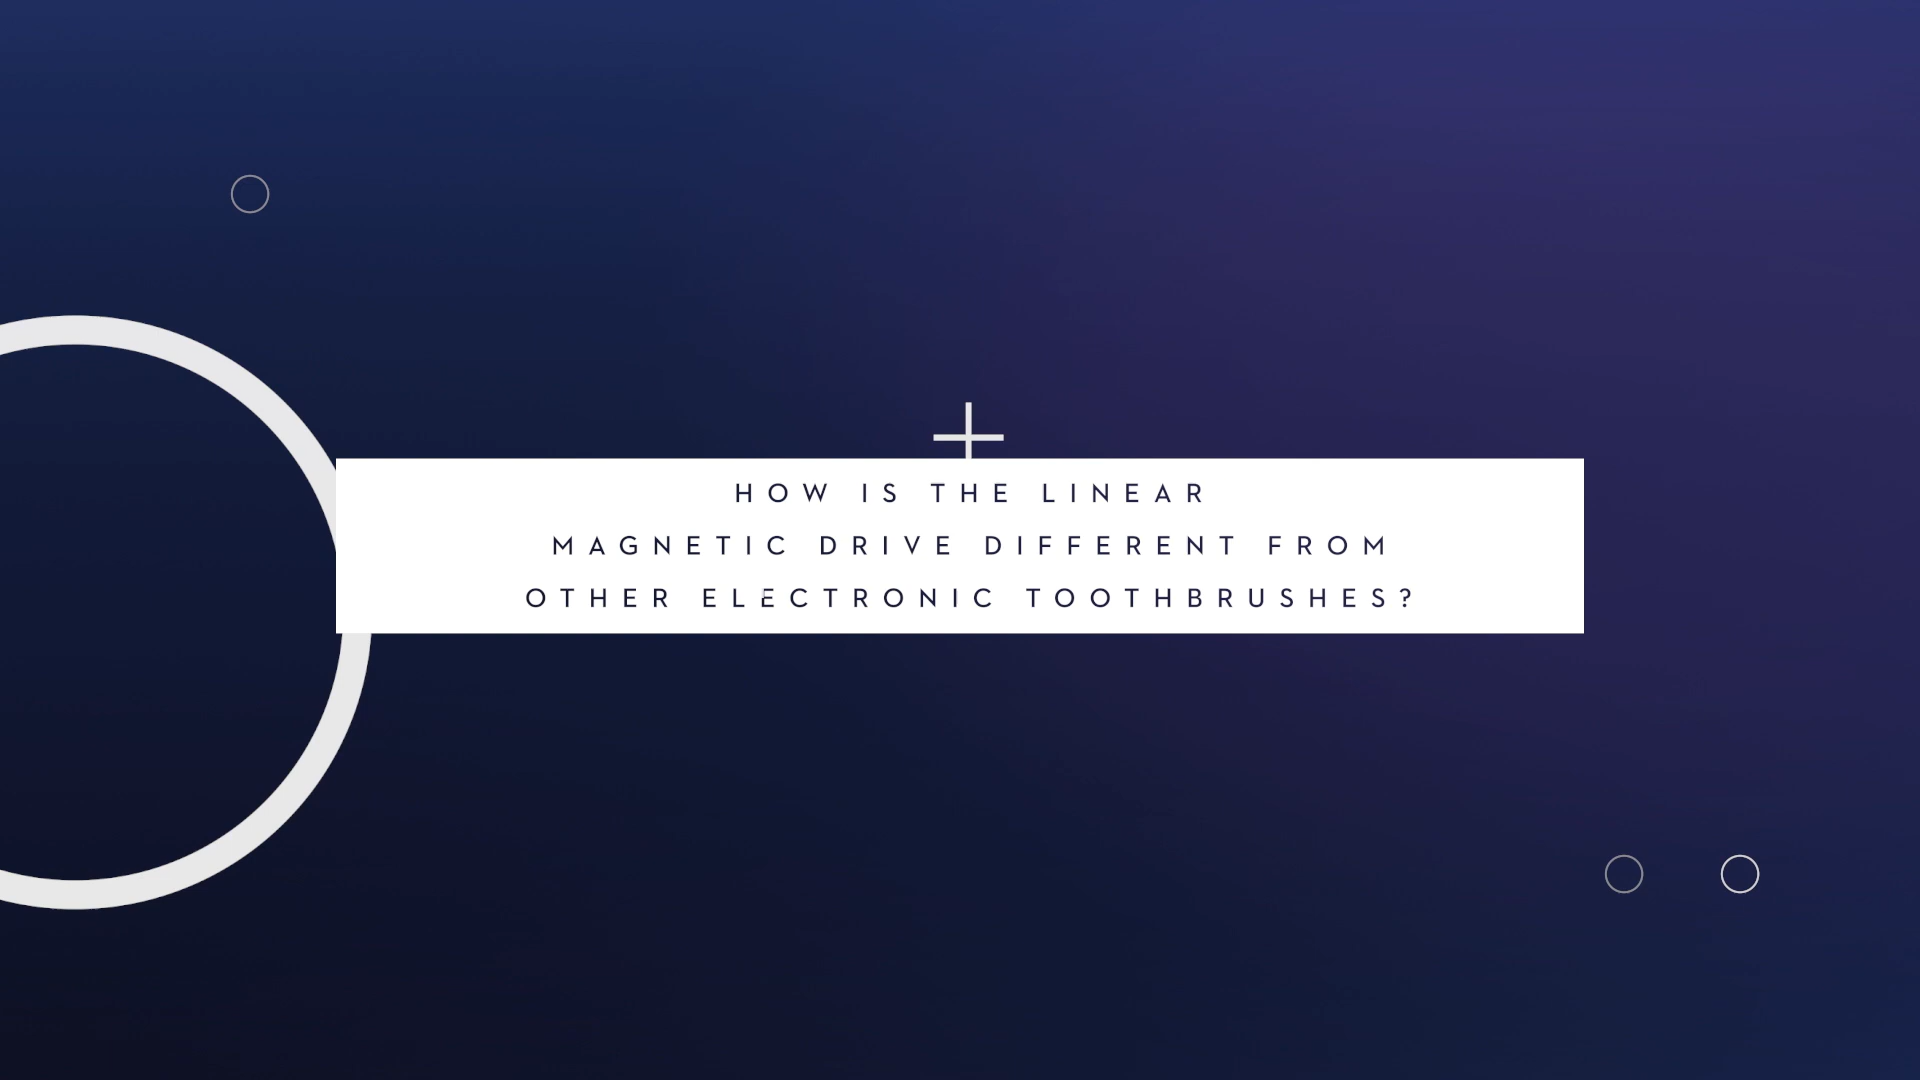 HOW IS THE LINEAR
MAGNETIC DRIVE DIFFERENT FROM
OTHER ELECTRONIC TOOTHBRUSHES?